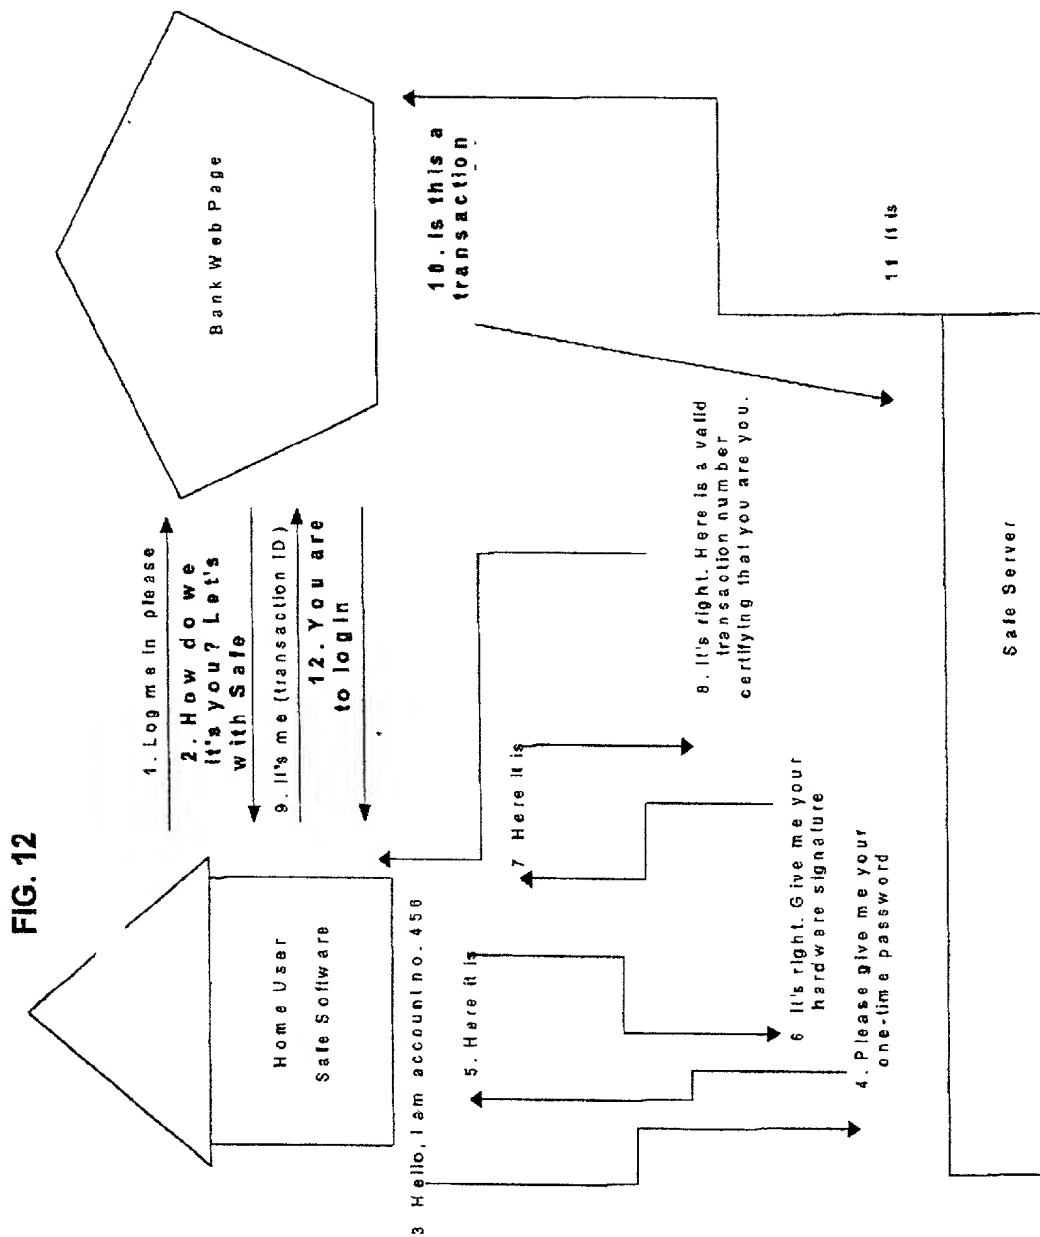 FIG. 12
Home User
Safe Software
Bank Web Page
1. Log me in please
2. How do we
it's you? Let's
with Safe
9. It's me (transaction ID)
12. You are
to login
3 Hello, I am account no. 456
5. Here it is
7 Here it is
10. Is this a
transaction
4. Please give me your
one-time password
6 It's right. Give me your
hardware signature
8. It's right. Here is a valid
transaction number
certifying that you are you.
11 It is
Safe Server